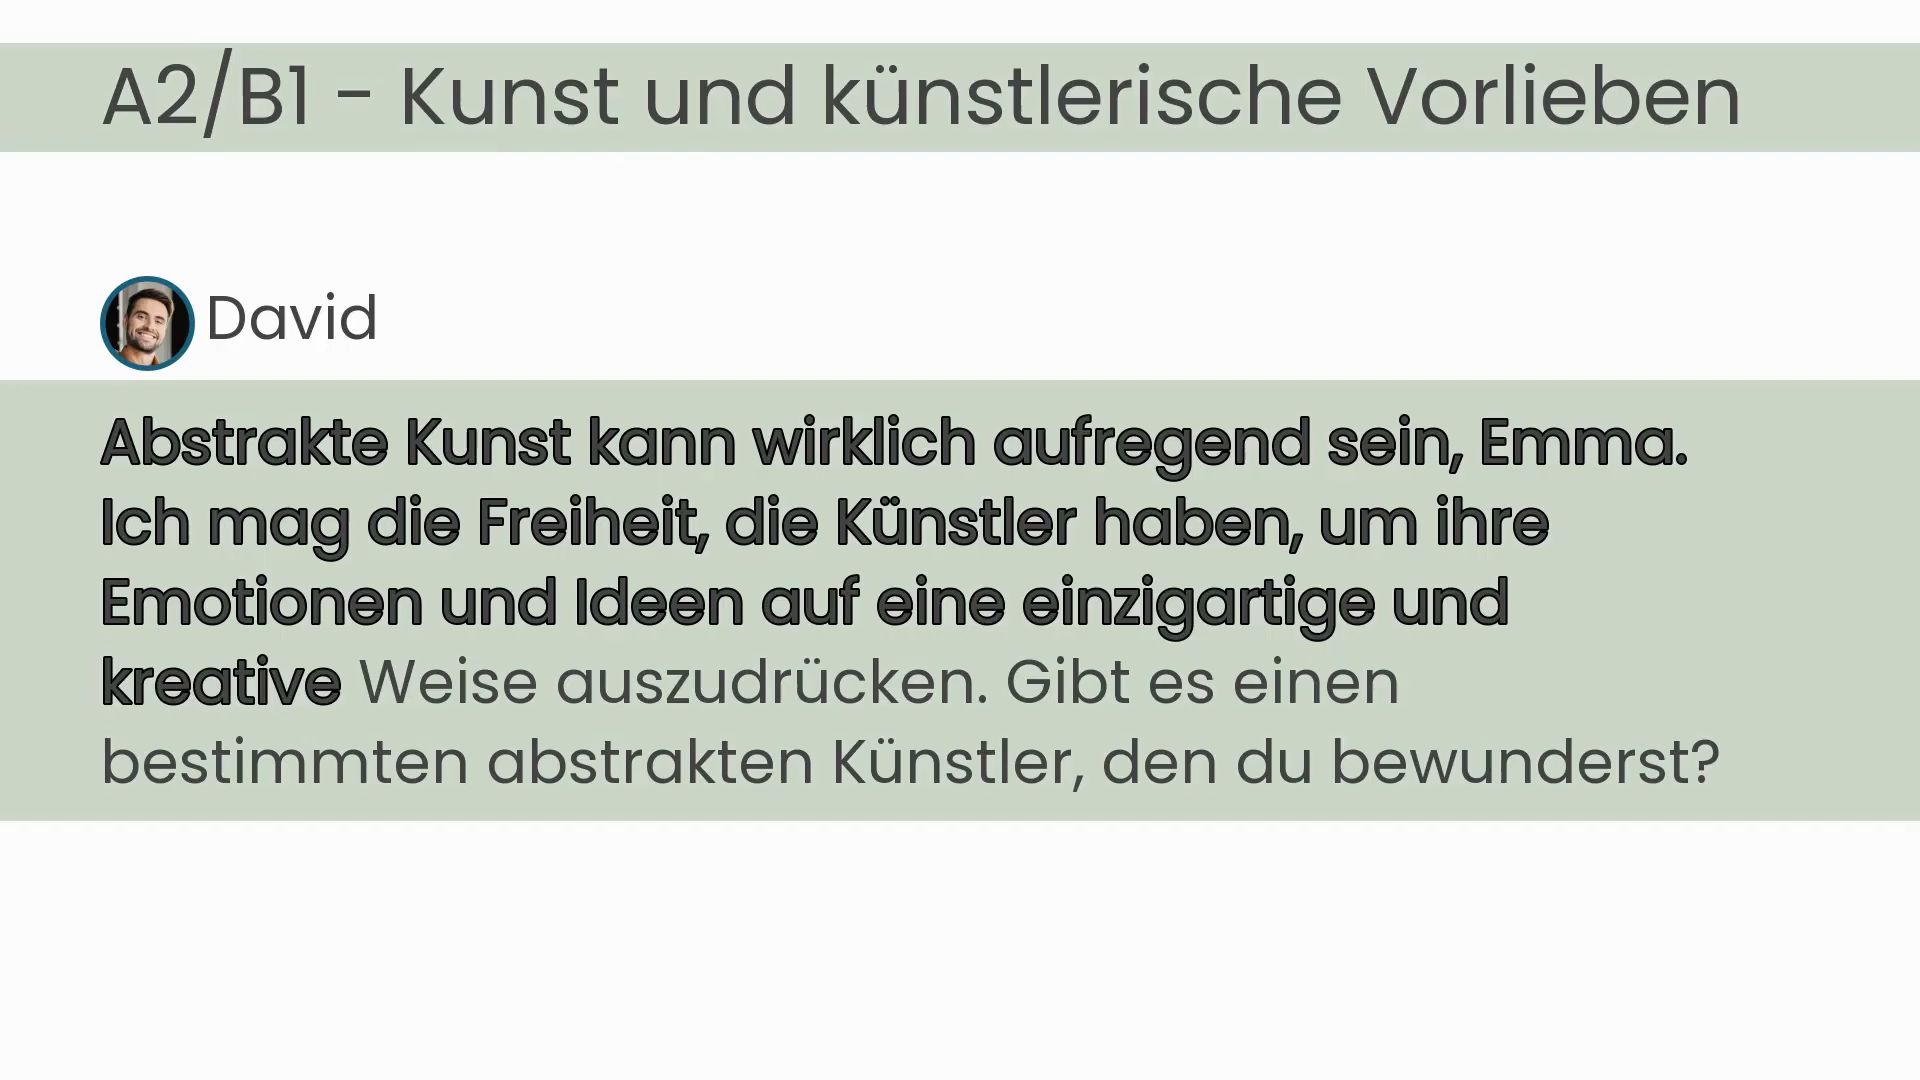 A2/B1 - Kunst und künstlerische Vorlieben
David
Abstrakte Kunst kann wirklich aufregend sein, Emma.
Ich mag die Freiheit, die Künstler haben, um ihre
Emotionen und Ideen auf eine einzigartige und
kreative Weise auszudrücken. Gibt es einen
bestimmten abstrakten Künstler, den du bewunderst?